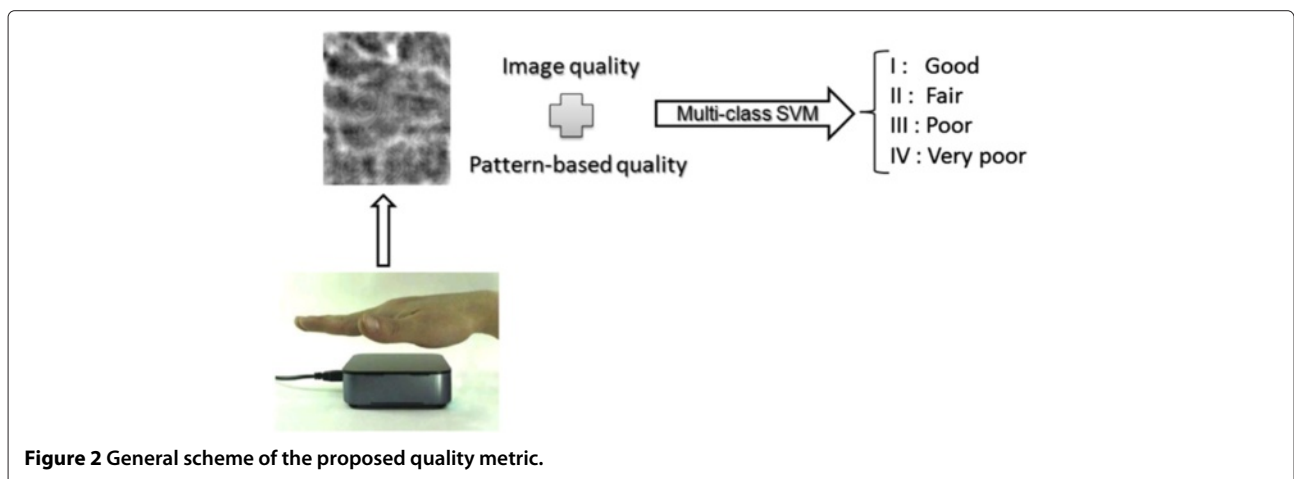 Image quality
Pattern-based quality
Multi-class SVM
I : Good
II : Fair
III : Poor
IV : Very poor
Figure 2 General scheme of the proposed quality metric.